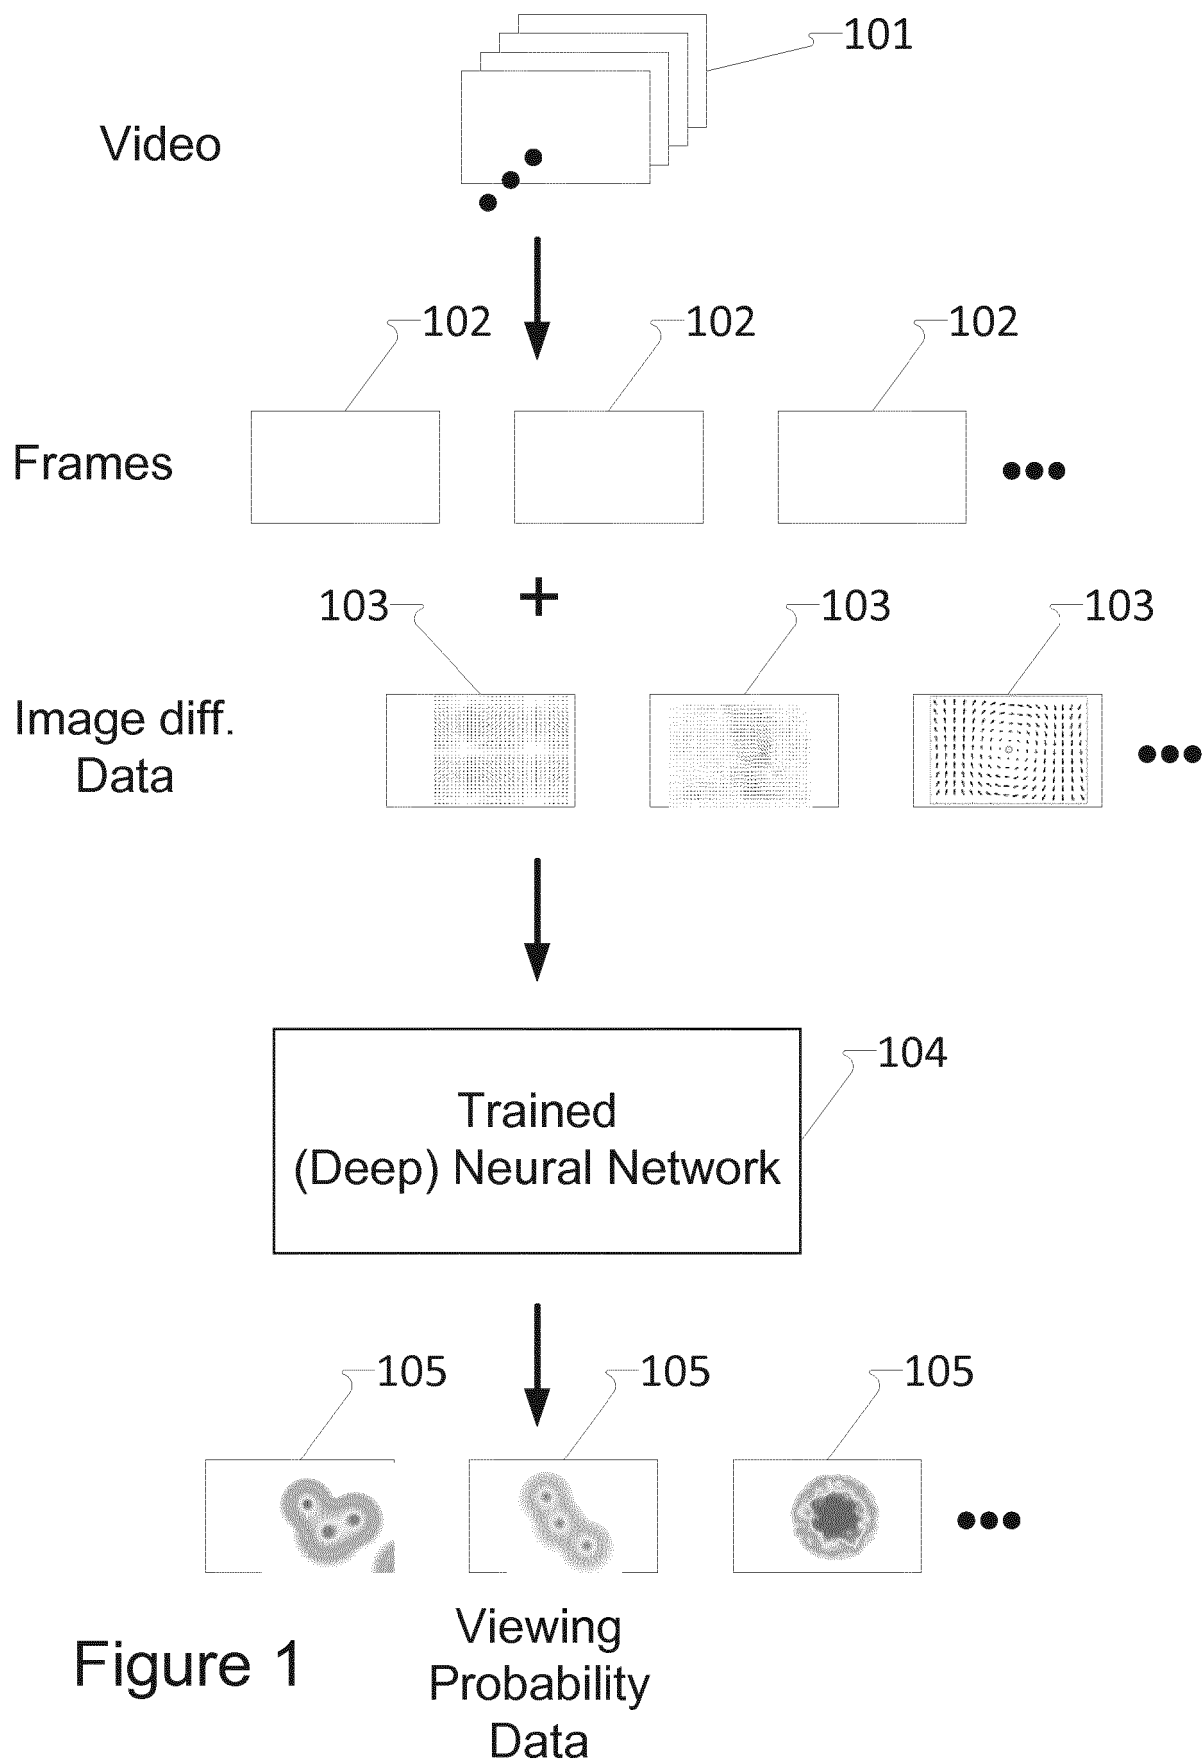 101
Video
102 102 102
Frames
+
103 103 103
Image diff.
Data
104
Trained
(Deep) Neural Network
105 105 105
Viewing
Probability
Data
Figure 1